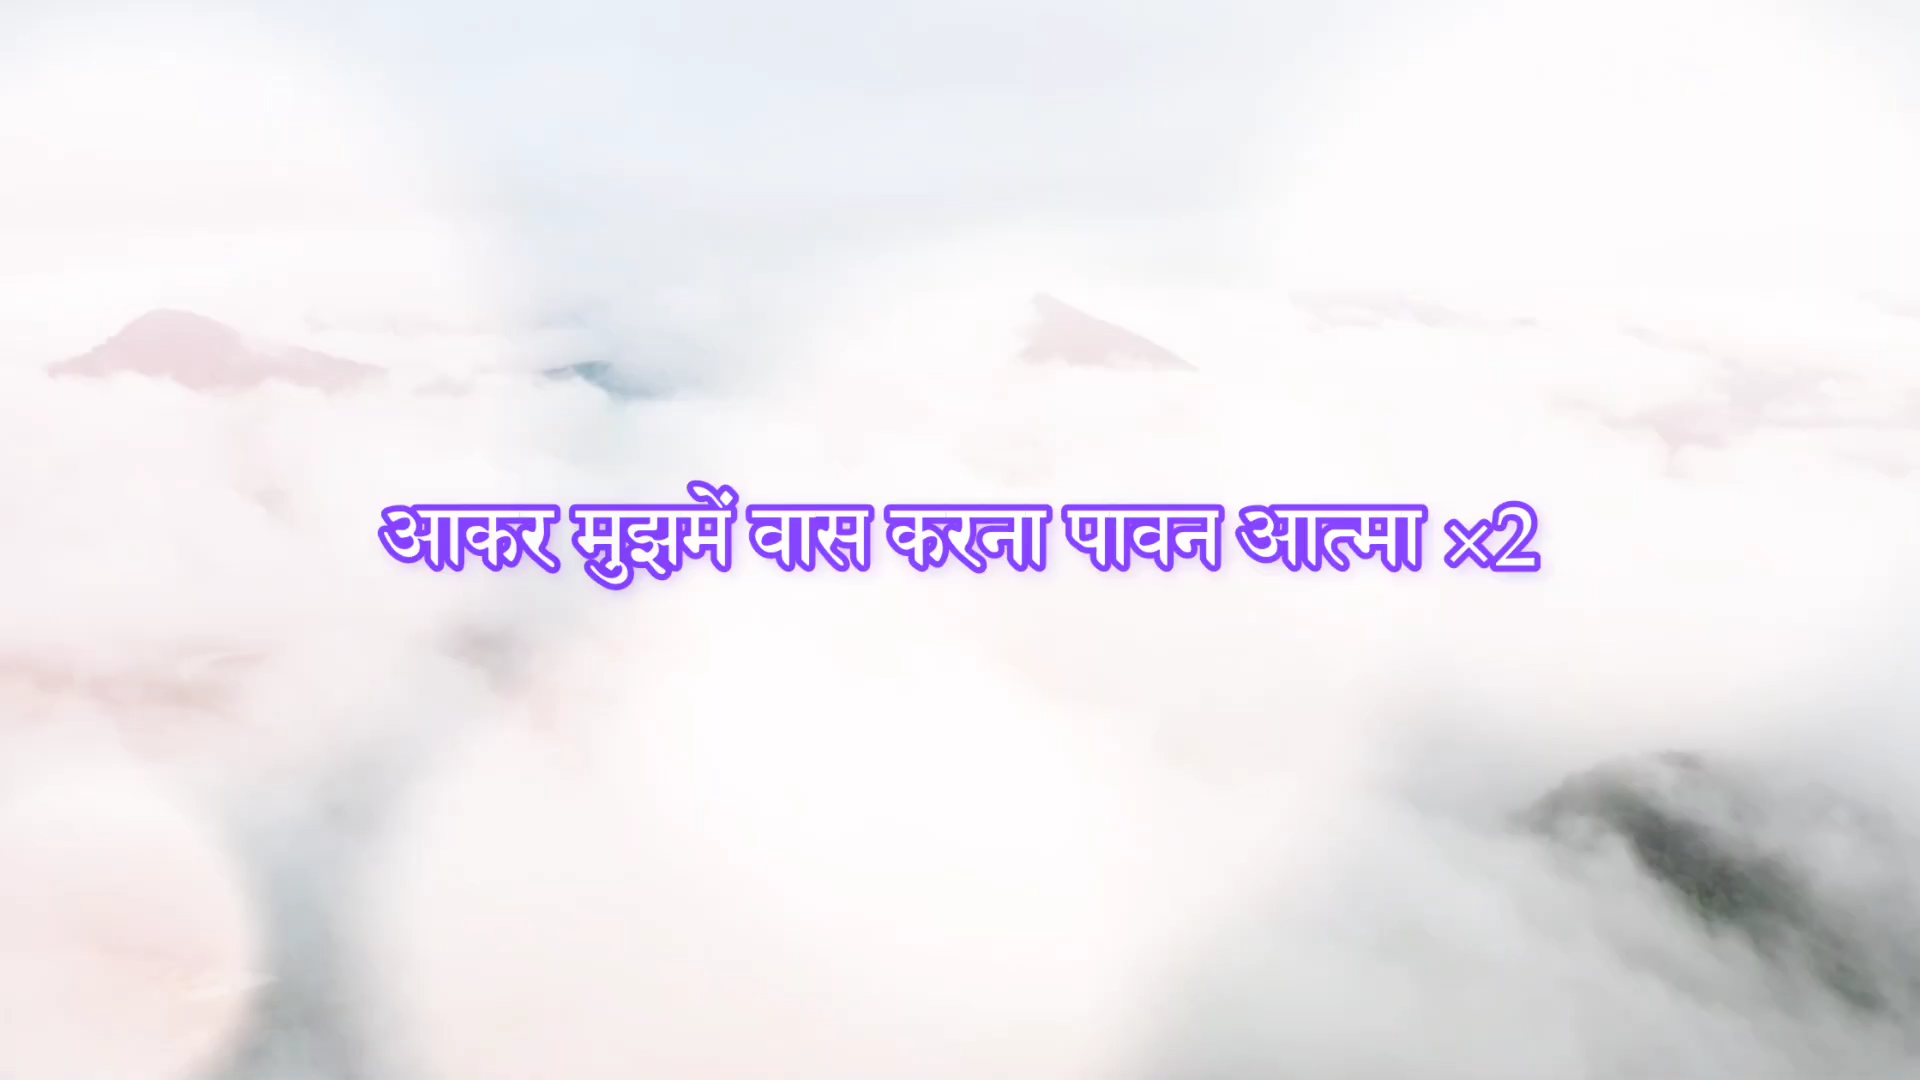 आकर मुझमें वास करना पावन आत्मा ×2